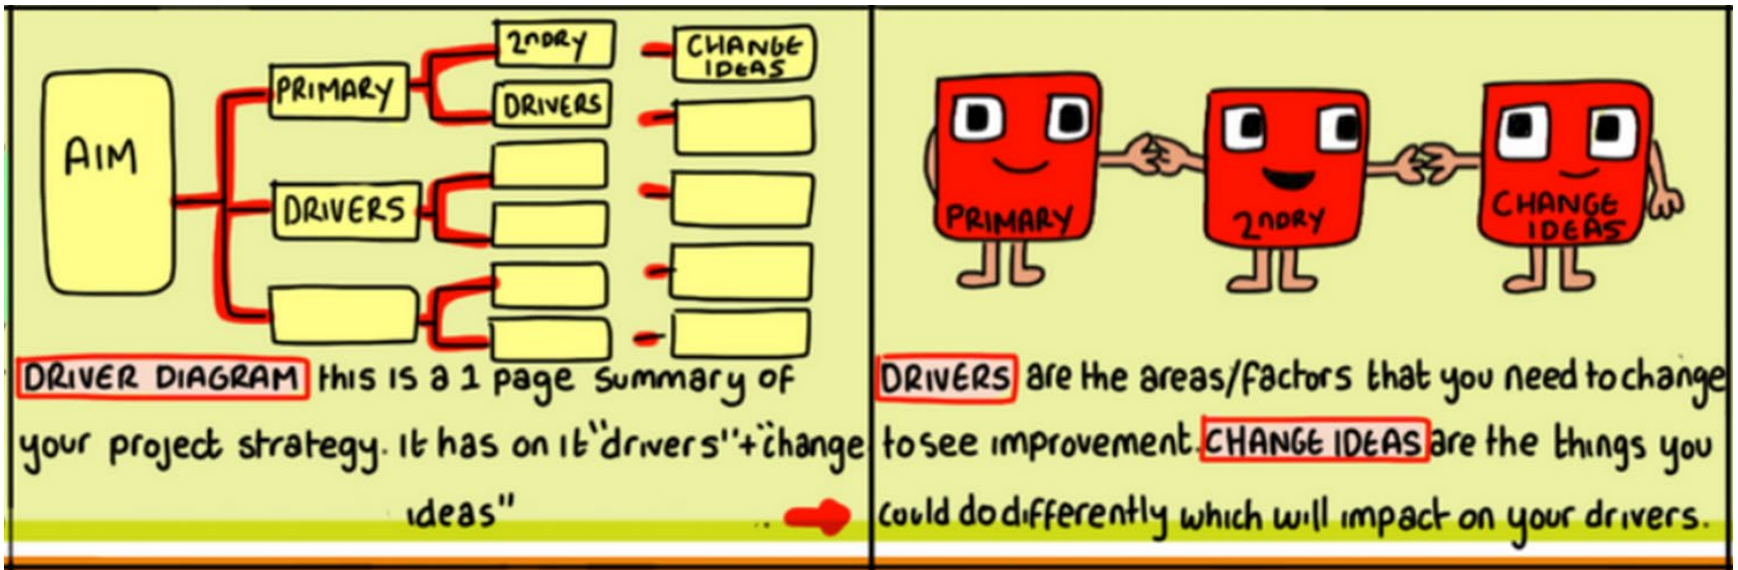 AIM
PRIMARY
DRIVERS
2NDRY
DRIVERS
CHANGE
IDEAS
DRIVER DIAGRAM this is a 1 page summary of
your project strategy. It has on it "drivers" + "change
ideas"
PRIMARY
2NDRY
CHANGE
IDEAS
DRIVERS are the areas/factors that you need to change
to see improvement. CHANGE IDEAS are the things you
could do differently which will impact on your drivers.